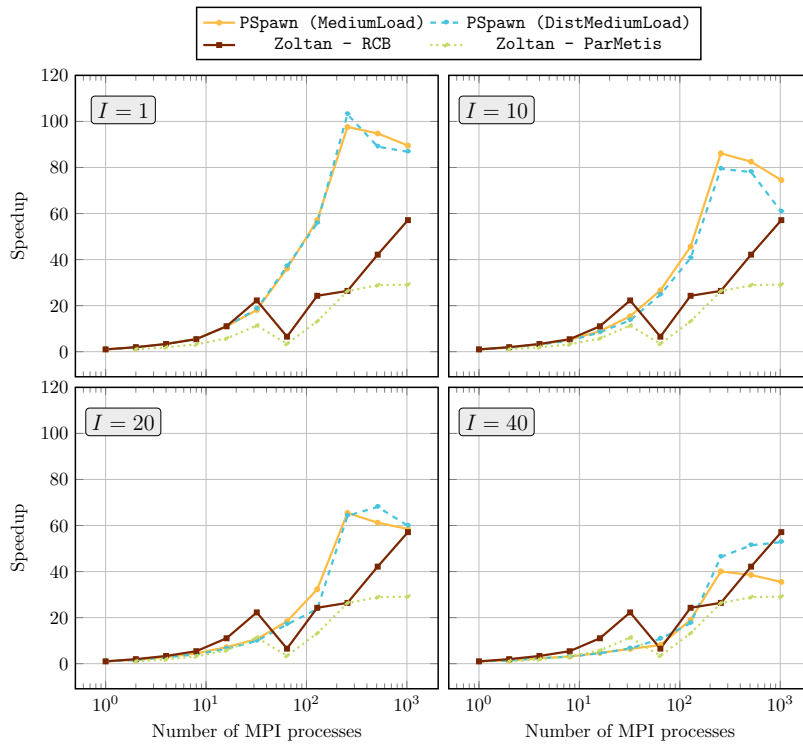 PSpawn (MediumLoad) PSpawn (DistMediumLoad)
Zoltan - RCB Zoltan - ParMetis
120
100
80
60
40
20
0
Speedup
I = 1
I = 10
120
100
80
60
40
20
0
Speedup
I = 20
I = 40
10^0 10^1 10^2 10^3
10^0 10^1 10^2 10^3
Number of MPI processes
Number of MPI processes